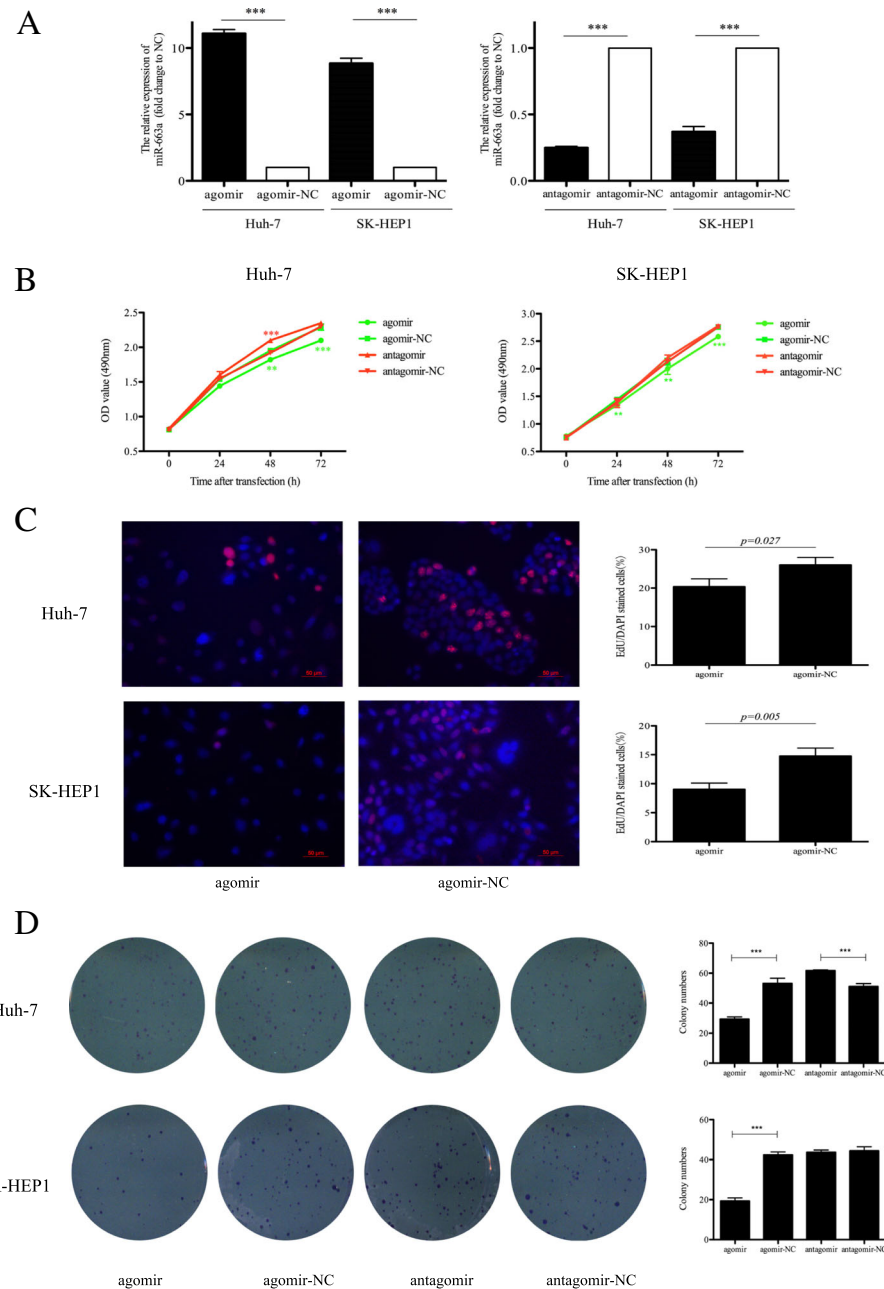 A
The relative expression of
miR-663a (fold change to NC)
10
5
0
***
***
agomir
agomir-NC
agomir
agomir-NC
Huh-7
SK-HEP1
The relative expression of
miR-663a (fold change to NC)
1.0
0.5
0.0
***
***
antagomir
antagomir-NC
antagomir
antagomir-NC
Huh-7
SK-HEP1
B
Huh-7
OD value (490nm)
2.5
2.0
1.5
1.0
0.5
***
**
***
0
24
48
72
Time after transfection (h)
agomir
agomir-NC
antagomir
antagomir-NC
SK-HEP1
OD value (490nm)
3.0
2.5
2.0
1.5
1.0
0.5
**
**
***
0
24
48
72
Time after transfection (h)
agomir
agomir-NC
antagomir
antagomir-NC
C
Huh-7
50 μm
50 μm
EdU/DAPI stained cells(%)
30
20
10
0
p=0.027
agomir
agomir-NC
SK-HEP1
50 μm
50 μm
EdU/DAPI stained cells(%)
20
15
10
5
0
p=0.005
agomir
agomir-NC
agomir
agomir-NC
D
Huh-7
Colony numbers
80
60
40
20
0
***
***
agomir
agomir-NC
antagomir
antagomir-NC
-HEP1
Colony numbers
60
40
20
0
***
agomir
agomir-NC
antagomir
antagomir-NC
agomir
agomir-NC
antagomir
antagomir-NC